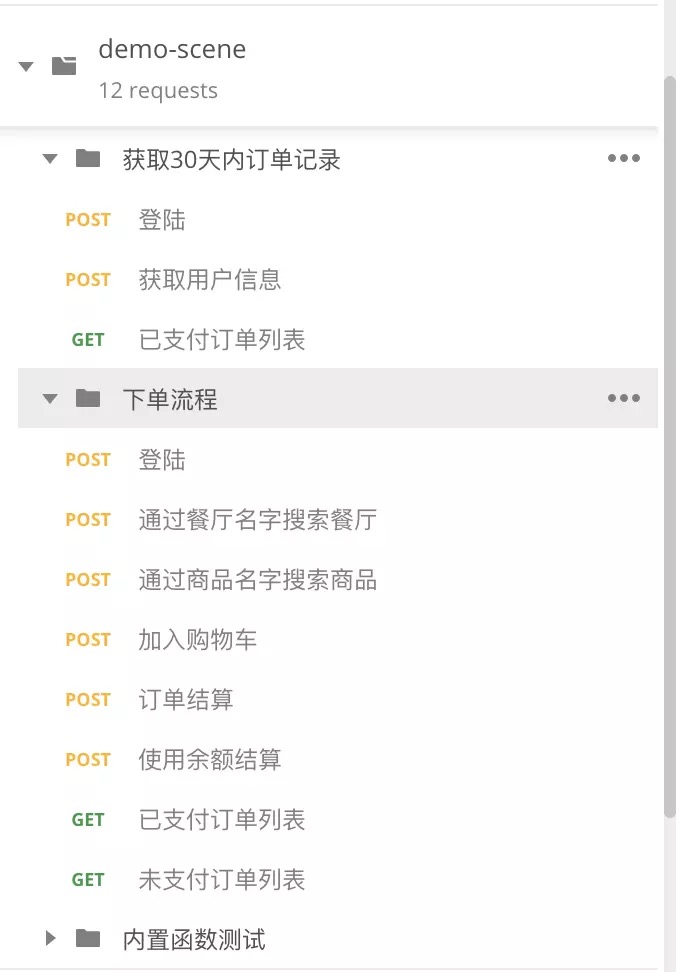 demo-scene
12 requests
获取30天内订单记录
POST 登陆
POST 获取用户信息
GET 已支付订单列表
下单流程
POST 登陆
POST 通过餐厅名字搜索餐厅
POST 通过商品名字搜索商品
POST 加入购物车
POST 订单结算
POST 使用余额结算
GET 已支付订单列表
GET 未支付订单列表
内置函数测试